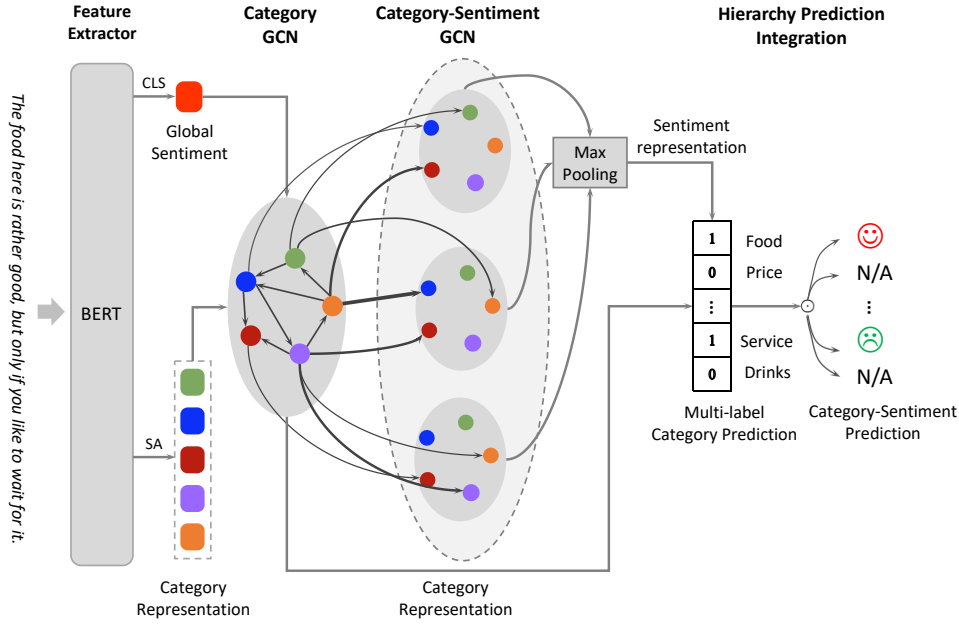 Feature
Extractor
Category
GCN
Category-Sentiment
GCN
Hierarchy Prediction
Integration
The food here is rather good, but only if you like to wait for it.
BERT
CLS
Global
Sentiment
SA
Category
Representation
Max
Pooling
Sentiment
representation
1 Food
0 Price
⋮
1 Service
0 Drinks
Multi-label
Category Prediction
N/A
⋮
N/A
Category-Sentiment
Prediction
Category
Representation